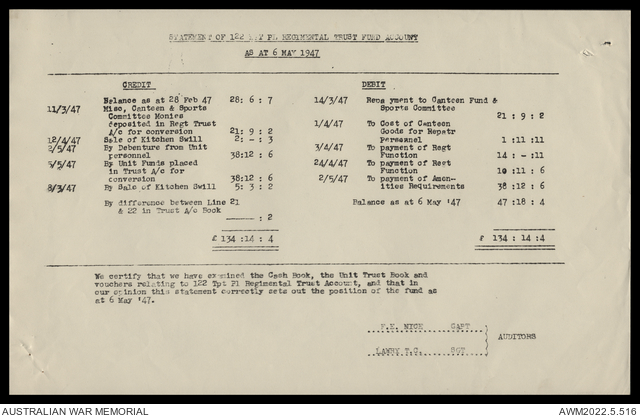 STATEMENT OF 122 TPT PL REGIMENTAL TRUST FUND ACCOUNT
AS AT 6 MAY 1947
CREDIT
Balance as at 28 Feb 47 28: 6 : 7
11/3/47 Misc, Canteen & Sports
Committee Monies
deposited in Regt Trust
A/c for conversion 21: 9 : 2
12/4/47 Sale of Kitchen Swill 2: - : 3
2/5/47 By Debenture from Unit
personnel 38:12 : 6
5/5/47 By Unit Funds placed
in Trust A/c for
conversion 38:12 : 6
8/3/47 By Sale of Kitchen Swill 5: 3 : 2
By difference between Line 21
& 22 in Trust A/c Book
: 2
£ 134 :14 : 4
DEBIT
14/3/47 Repayment to Canteen Fund &
Sports Committee
21 : 9 : 2
1/4/47 To Cost of Canteen
Goods for Repatr
Personnel 1 :11 :11
3/4/47 To payment of Regt
Function 14 : - :11
24/4/47 To payment of Regt
Function 10 :11 : 6
2/5/47 To payment of Amen-
ities Requirements 38 :12 : 6
Balance as at 6 May '47 47 :18 : 4
£ 134 : 14 :4
We certify that we have examined the Cash Book, the Unit Trust Book and
vouchers relating to 122 Tpt Pl Regimental Trust Account, and that in
our opinion this statement correctly sets out the position of the fund as
at 6 May '47.
CAPT
T.C. SGT
AUDITORS
AUSTRALIAN WAR MEMORIAL
AWM2022.5.516